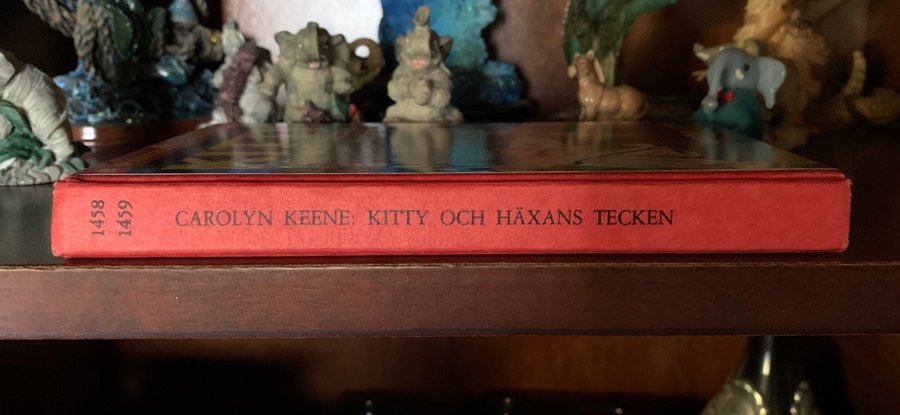 1458
1459
CAROLYN KEENE: KITTY OCH HÄXANS TECKEN